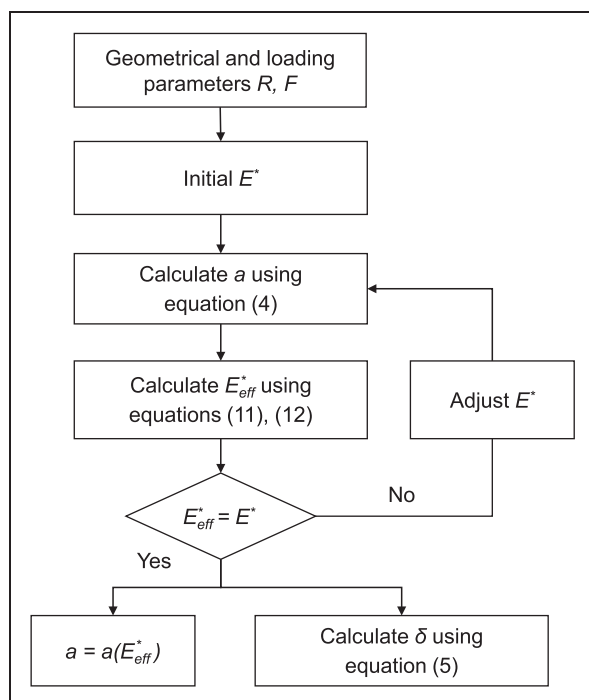 Geometrical and loading
parameters R, F
Initial E*
Calculate a using
equation (4)
Calculate E*eff using
equations (11), (12)
Adjust E*
E*eff = E*
No
Yes
a = a(E*eff)
Calculate δ using
equation (5)